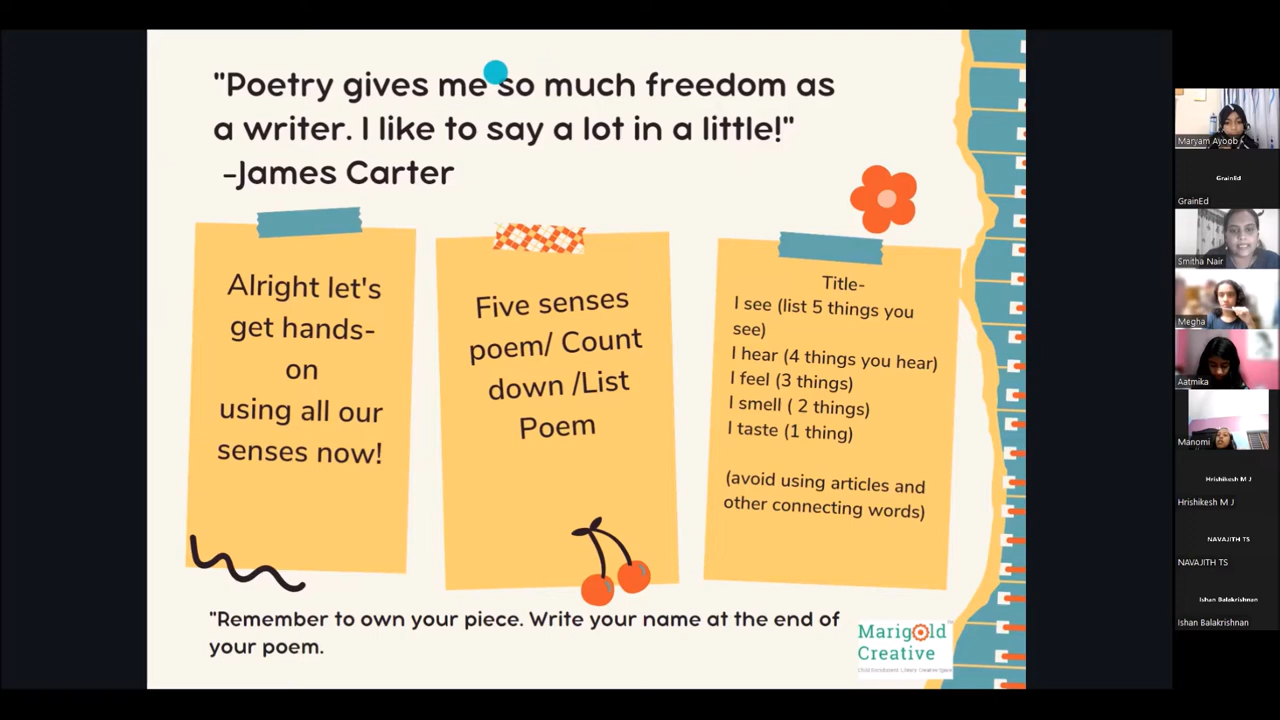 "Poetry gives me so much freedom as
a writer. I like to say a lot in a little!"
-James Carter
Alright let's
get hands-
on
using all our
senses now!
Five senses
poem/ Count
down /List
Poem
Title-
I see (list 5 things you
see)
I hear (4 things you hear)
I feel (3 things)
I smell ( 2 things)
I taste (1 thing)
(avoid using articles and
other connecting words)
"Remember to own your piece. Write your name at the end of
your poem.
Marigold
Creative
Maryam Ayoob
GrainEd
GrainEd
Smitha Nair
Megha
Aatmika
Manomi
Hrishikesh M J
Hrishikesh M J
NAVAJITH TS
NAVAJITH TS
Ishan Balakrishnan
Ishan Balakrishnan